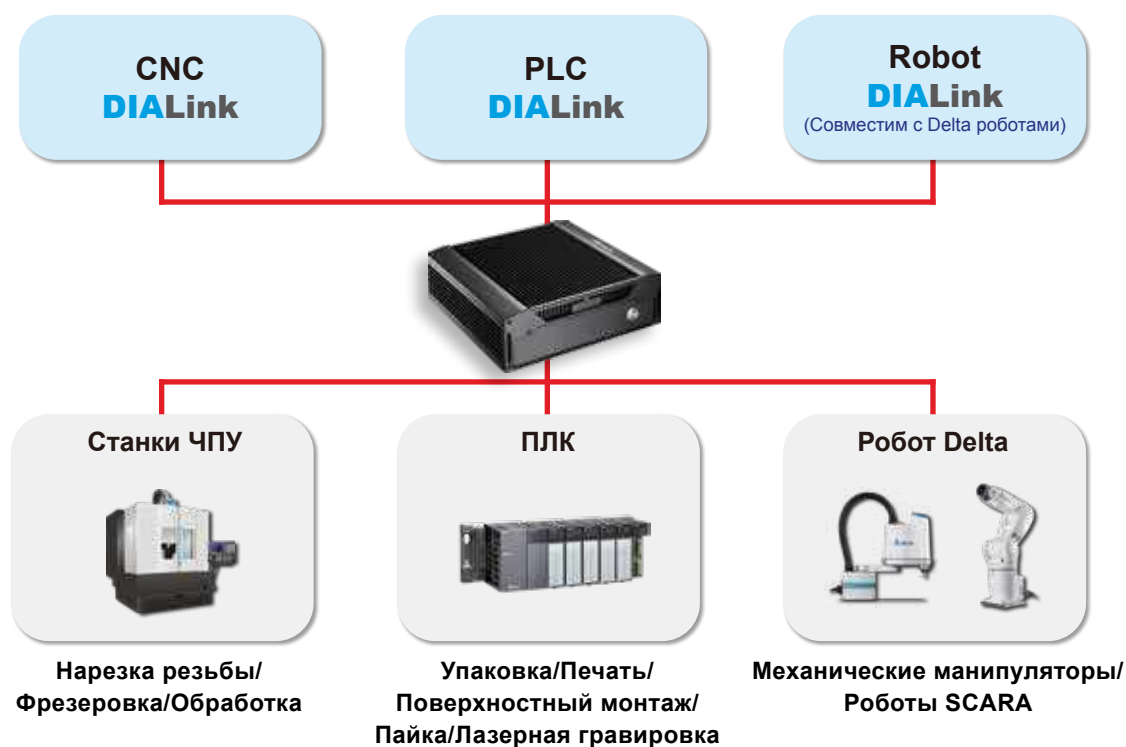 CNC
DIALink
PLC
DIALink
Robot
DIALink
(Совместим с Delta роботами)
Станки ЧПУ
ПЛК
Робот Delta
Нарезка резьбы/
Фрезеровка/Обработка
Упаковка/Печать/
Поверхностный монтаж/
Пайка/Лазерная гравировка
Механические манипуляторы/
Роботы SCARA